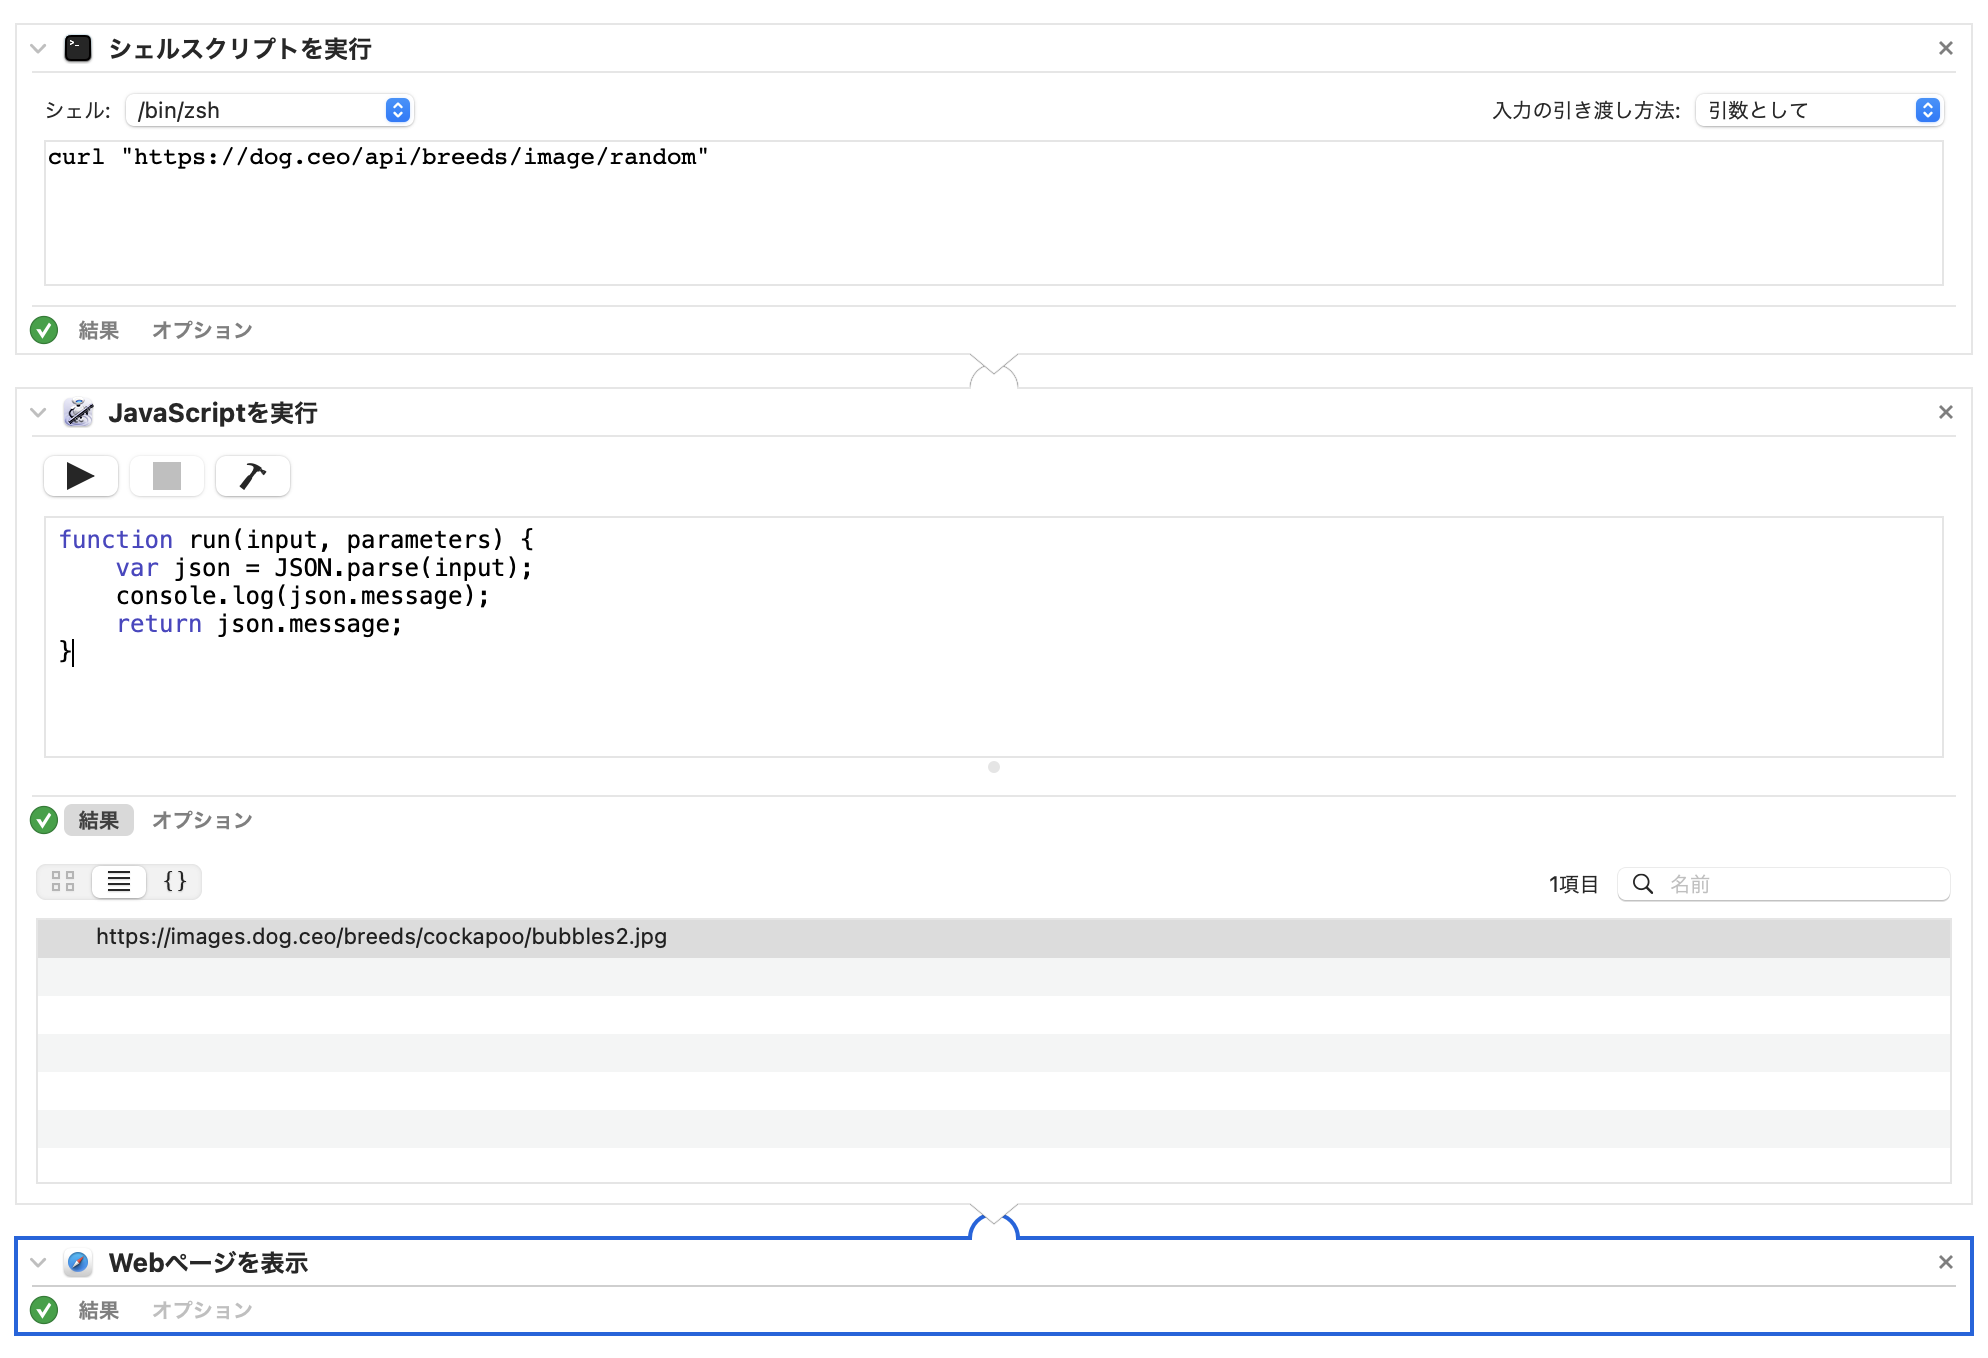 シェルスクリプトを実行
シェル: /bin/zsh 入力の引き渡し方法: 引数として
curl "https://dog.ceo/api/breeds/image/random"
結果 オプション
JavaScriptを実行
function run(input, parameters) {
    var json = JSON.parse(input);
    console.log(json.message);
    return json.message;
}
結果 オプション
{} 1項目 名前
https://images.dog.ceo/breeds/cockapoo/bubbles2.jpg
Webページを表示
結果 オプション